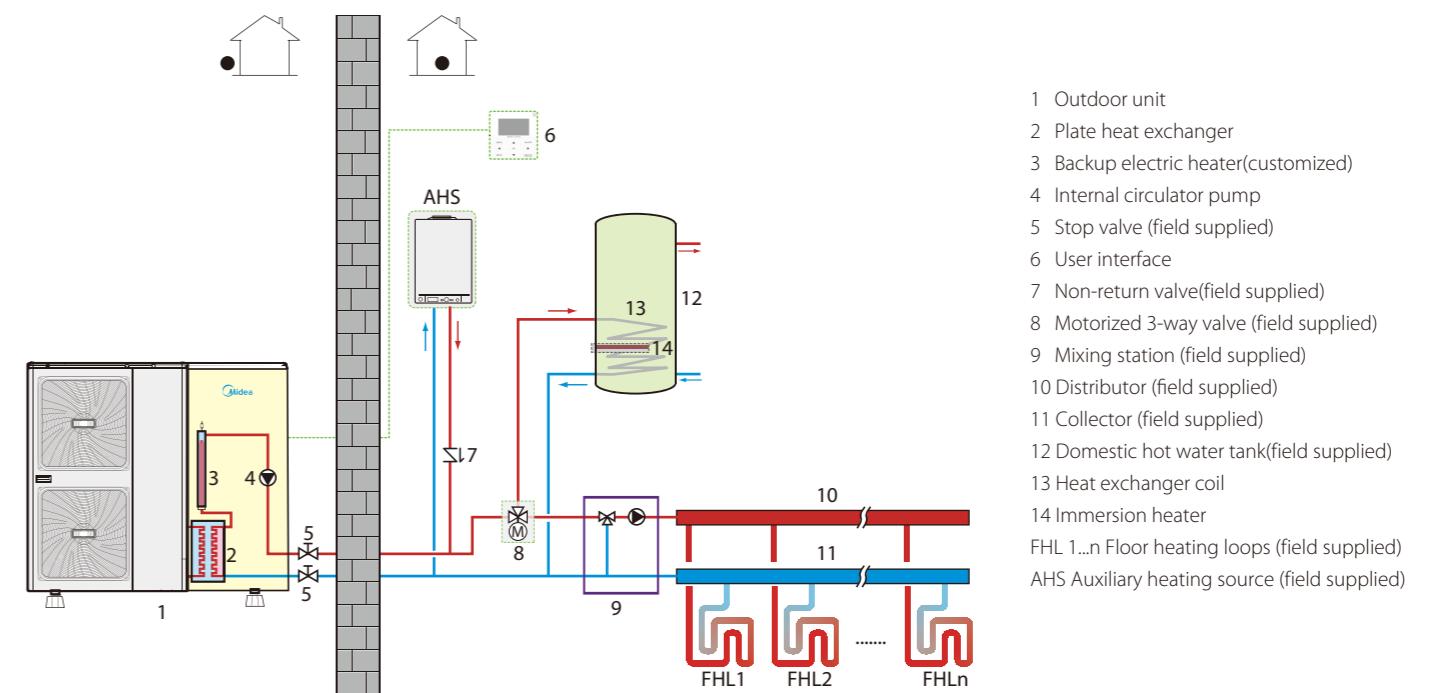 6
AHS
12
13
14
Midea
7
3
4
10
5
M
2
8
11
5
9
1
.......
FHL1
FHL2
FHLn
1 Outdoor unit
2 Plate heat exchanger
3 Backup electric heater(customized)
4 Internal circulator pump
5 Stop valve (field supplied)
6 User interface
7 Non-return valve(field supplied)
8 Motorized 3-way valve (field supplied)
9 Mixing station (field supplied)
10 Distributor (field supplied)
11 Collector (field supplied)
12 Domestic hot water tank(field supplied)
13 Heat exchanger coil
14 Immersion heater
FHL 1...n Floor heating loops (field supplied)
AHS Auxiliary heating source (field supplied)